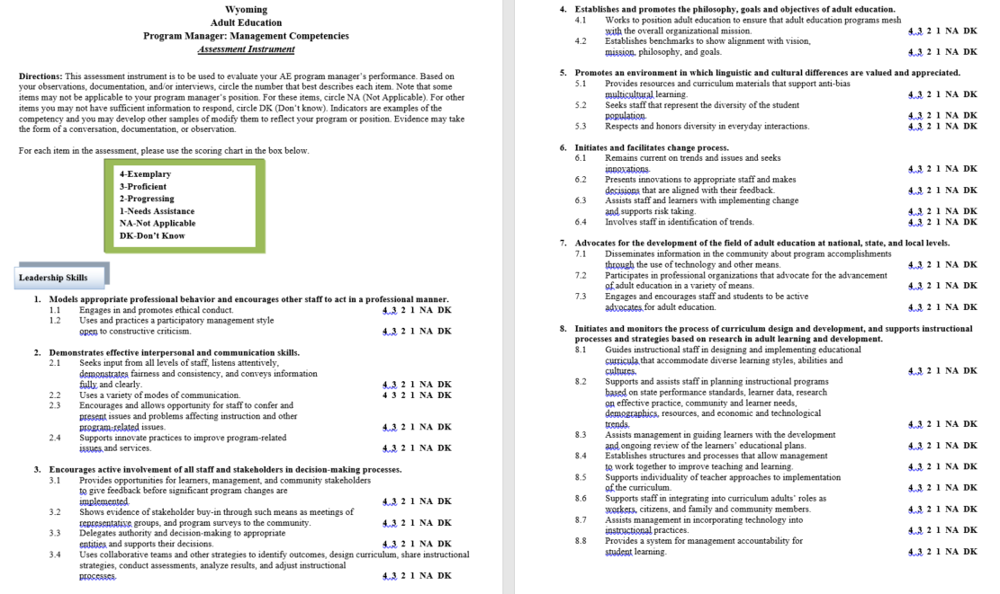 Wyoming
Adult Education
Program Manager: Management Competencies
Assessment Instrument
Directions: This assessment instrument is to be used to evaluate your AE program manager's performance. Based on
your observations, documentation, and/or interviews, circle the number that best describes each item. Note that some
items may not be applicable to your program manager's position. For these items, circle NA (Not Applicable). For other
items you may not have sufficient information to respond, circle DK (Don't know). Indicators are examples of the
competency and you may develop other samples of modify them to reflect your program or position. Evidence may take
the form of a conversation, documentation, or observation.
For each item in the assessment, please use the scoring chart in the box below.
4-Exemplary
3-Proficient
2-Progressing
1-Needs Assistance
NA-Not Applicable
DK-Don't Know
Leadership Skills
1. Models appropriate professional behavior and encourages other staff to act in a professional manner.
1.1 Engages in and promotes ethical conduct. 4 3 2 1 NA DK
1.2 Uses and practices a participatory management style
open to constructive criticism. 4 3 2 1 NA DK
2. Demonstrates effective interpersonal and communication skills.
2.1 Seeks input from all levels of staff, listens attentively,
demonstrates fairness and consistency, and conveys information
fully and clearly. 4 3 2 1 NA DK
2.2 Uses a variety of modes of communication. 4 3 2 1 NA DK
2.3 Encourages and allows opportunity for staff to confer and
present issues and problems affecting instruction and other
program-related issues. 4 3 2 1 NA DK
2.4 Supports innovate practices to improve program-related
issues and services. 4 3 2 1 NA DK
3. Encourages active involvement of all staff and stakeholders in decision-making processes.
3.1 Provides opportunities for learners, management, and community stakeholders
to give feedback before significant program changes are
implemented. 4 3 2 1 NA DK
3.2 Shows evidence of stakeholder buy-in through such means as meetings of
representative groups, and program surveys to the community. 4 3 2 1 NA DK
3.3 Delegates authority and decision-making to appropriate
entities and supports their decisions. 4 3 2 1 NA DK
3.4 Uses collaborative teams and other strategies to identify outcomes, design curriculum, share instructional
strategies, conduct assessments, analyze results, and adjust instructional
processes. 4 3 2 1 NA DK
4. Establishes and promotes the philosophy, goals and objectives of adult education.
4.1 Works to position adult education to ensure that adult education programs mesh
with the overall organizational mission. 4 3 2 1 NA DK
4.2 Establishes benchmarks to show alignment with vision,
mission, philosophy, and goals. 4 3 2 1 NA DK
5. Promotes an environment in which linguistic and cultural differences are valued and appreciated.
5.1 Provides resources and curriculum materials that support anti-bias
multicultural learning. 4 3 2 1 NA DK
5.2 Seeks staff that represent the diversity of the student
population. 4 3 2 1 NA DK
5.3 Respects and honors diversity in everyday interactions. 4 3 2 1 NA DK
6. Initiates and facilitates change process.
6.1 Remains current on trends and issues and seeks
innovations. 4 3 2 1 NA DK
6.2 Presents innovations to appropriate staff and makes
decisions that are aligned with their feedback. 4 3 2 1 NA DK
6.3 Assists staff and learners with implementing change
and supports risk taking. 4 3 2 1 NA DK
6.4 Involves staff in identification of trends. 4 3 2 1 NA DK
7. Advocates for the development of the field of adult education at national, state, and local levels.
7.1 Disseminates information in the community about program accomplishments
through the use of technology and other means. 4 3 2 1 NA DK
7.2 Participates in professional organizations that advocate for the advancement
of adult education in a variety of means. 4 3 2 1 NA DK
7.3 Engages and encourages staff and students to be active
advocates for adult education. 4 3 2 1 NA DK
8. Initiates and monitors the process of curriculum design and development, and supports instructional
processes and strategies based on research in adult learning and development.
8.1 Guides instructional staff in designing and implementing educational
curricula that accommodate diverse learning styles, abilities and
cultures. 4 3 2 1 NA DK
8.2 Supports and assists staff in planning instructional programs
based on state performance standards, learner data, research
on effective practice, community and learner needs,
demographics, resources, and economic and technological
trends. 4 3 2 1 NA DK
8.3 Assists management in guiding learners with the development
and ongoing review of the learners' educational plans. 4 3 2 1 NA DK
8.4 Establishes structures and processes that allow management
to work together to improve teaching and learning. 4 3 2 1 NA DK
8.5 Supports individuality of teacher approaches to implementation
of the curriculum. 4 3 2 1 NA DK
8.6 Supports staff in integrating into curriculum adults' roles as
workers, citizens, and family and community members. 4 3 2 1 NA DK
8.7 Assists management in incorporating technology into
instructional practices. 4 3 2 1 NA DK
8.8 Provides a system for management accountability for
student learning. 4 3 2 1 NA DK